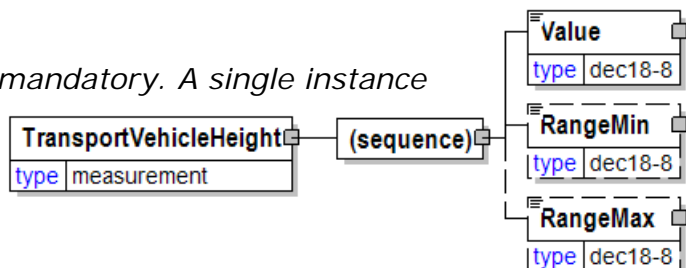 Value
type dec18-8
mandatory. A single instance
RangeMin
type dec18-8
TransportVehicleHeight
type measurement
(sequence)
RangeMax
type dec18-8